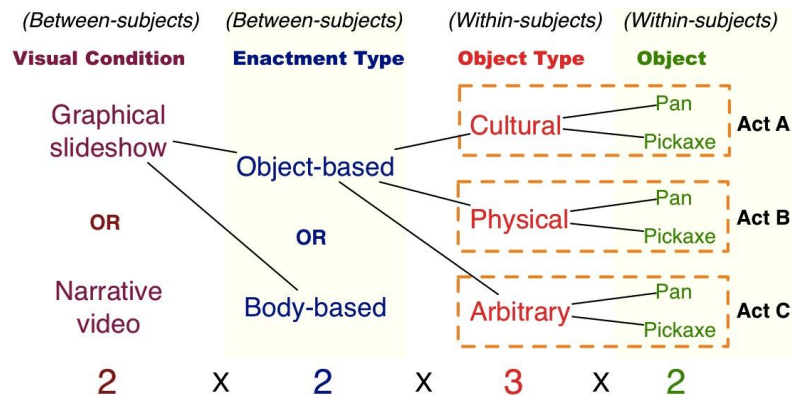 (Between-subjects) (Between-subjects) (Within-subjects) (Within-subjects)
Visual Condition Enactment Type Object Type Object
Graphical
slideshow
OR
Narrative
video
Object-based
OR
Body-based
Cultural
Pan
Pickaxe
Act A
Physical
Pan
Pickaxe
Act B
Arbitrary
Pan
Pickaxe
Act C
2 x 2 x 3 x 2